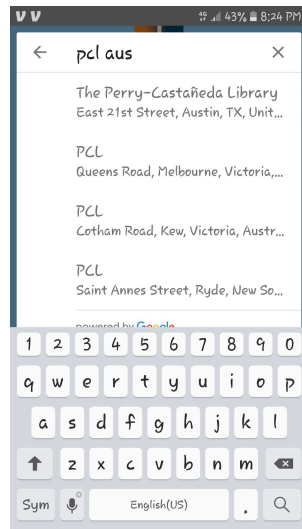 4G 43% 8:24 PM
pcl aus
The Perry-Castañeda Library
East 21st Street, Austin, TX, Unit...
PCL
Queens Road, Melbourne, Victoria,...
PCL
Cotham Road, Kew, Victoria, Austr...
PCL
Saint Annes Street, Ryde, New So...
powered by Google
1 2 3 4 5 6 7 8 9 0
q w e r t y u i o p
a s d f g h j k l
z x c v b n m
Sym English(US) .